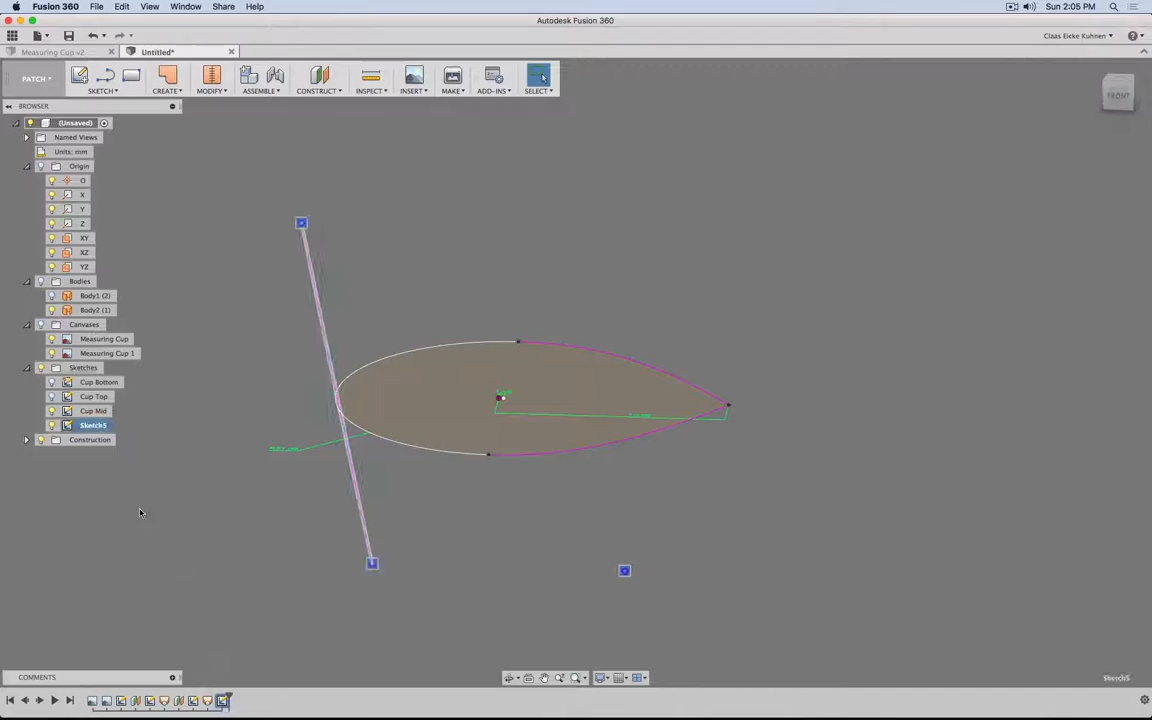 Fusion 360 File Edit View Window Share Help Sun 2:05 PM
Autodesk Fusion 360
Claas Eicke Kuhnen
Measuring Cup v2 Untitled*
PATCH
SKETCH CREATE MODIFY ASSEMBLE CONSTRUCT INSPECT INSERT MAKE ADD-INS SELECT
FRONT
BROWSER
(Unsaved)
Named Views
Units: mm
Origin
O
X
Y
Z
XY
XZ
YZ
Bodies
Body1 (2)
Body2 (1)
Canvases
Measuring Cup
Measuring Cup 1
Sketches
Cup Bottom
Cup Top
Cup Mid
Sketch5
Construction
COMMENTS
Sketch5